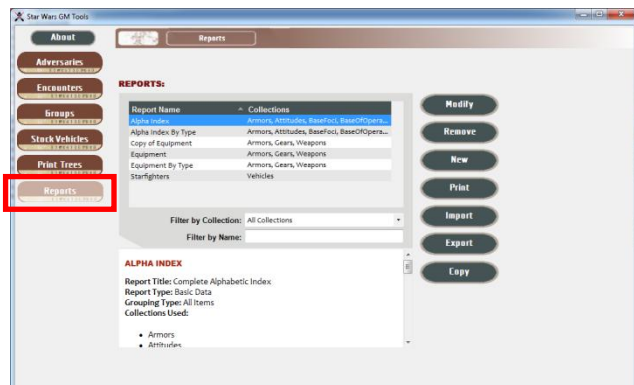 Star Wars GM Tools
About
Reports
Adversaries
Encounters
Groups
Stock Vehicles
Print Trees
Reports
REPORTS:
Report Name Collections
Alpha Index Armors, Attitudes, BaseFoci, BaseOfOpera...
Alpha Index By Type Armors, Attitudes, BaseFoci, BaseOfOpera...
Copy of Equipment Armors, Gears, Weapons
Equipment Armors, Gears, Weapons
Equipment By Type Armors, Gears, Weapons
Starfighters Vehicles
Filter by Collection: All Collections
Filter by Name:
ALPHA INDEX
Report Title: Complete Alphabetic Index
Report Type: Basic Data
Grouping Type: All Items
Collections Used:
• Armors
• Attitudes
Modify
Remove
New
Print
Import
Export
Copy